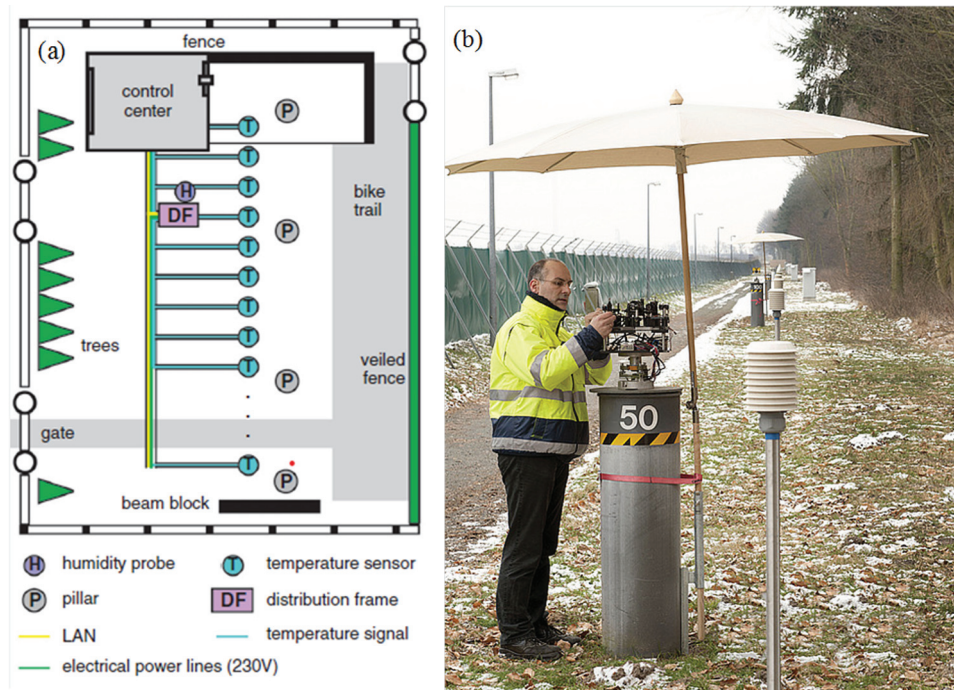 (a)
fence
control
center
P
T
T
T
H
DF
T
bike
trail
P
T
T
T
T
trees
T
veiled
fence
P
gate
T
P
beam block
H
humidity probe
T
temperature sensor
P
pillar
DF
distribution frame
LAN
temperature signal
electrical power lines (230V)
(b)
50